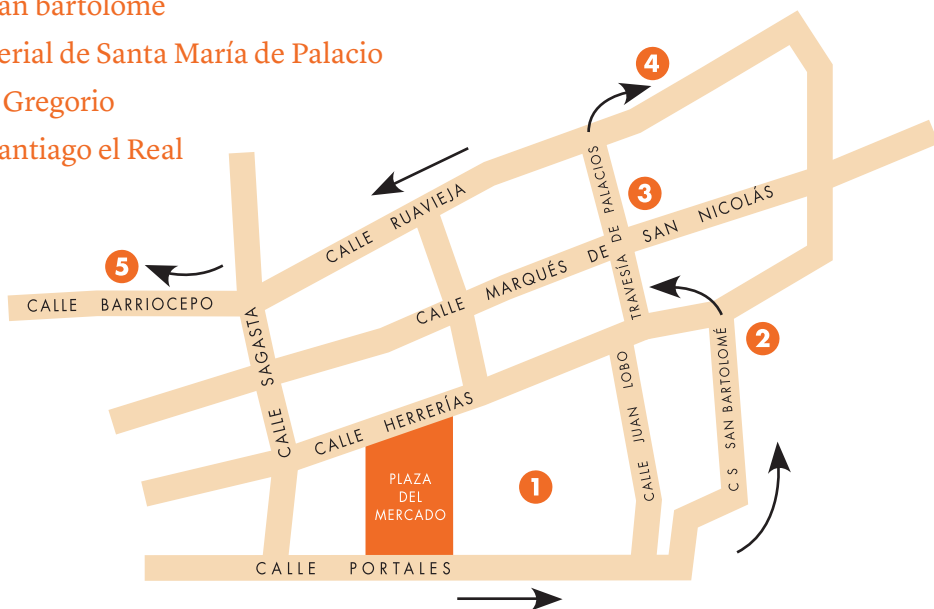 an bartolomé
erial de Santa María de Palacio
Gregorio
antiago el Real
4
3
5
2
1
CALLE RUAVIEJA
TRAVESÍA DE PALACIOS
CALLE MARQUÉS DE SAN NICOLÁS
CALLE BARRIOCEPO
CALLE SAGASTA
CALLE HERRERÍAS
CALLE JUAN LOBO
C S SAN BARTOLOMÉ
PLAZA
DEL
MERCADO
CALLE PORTALES